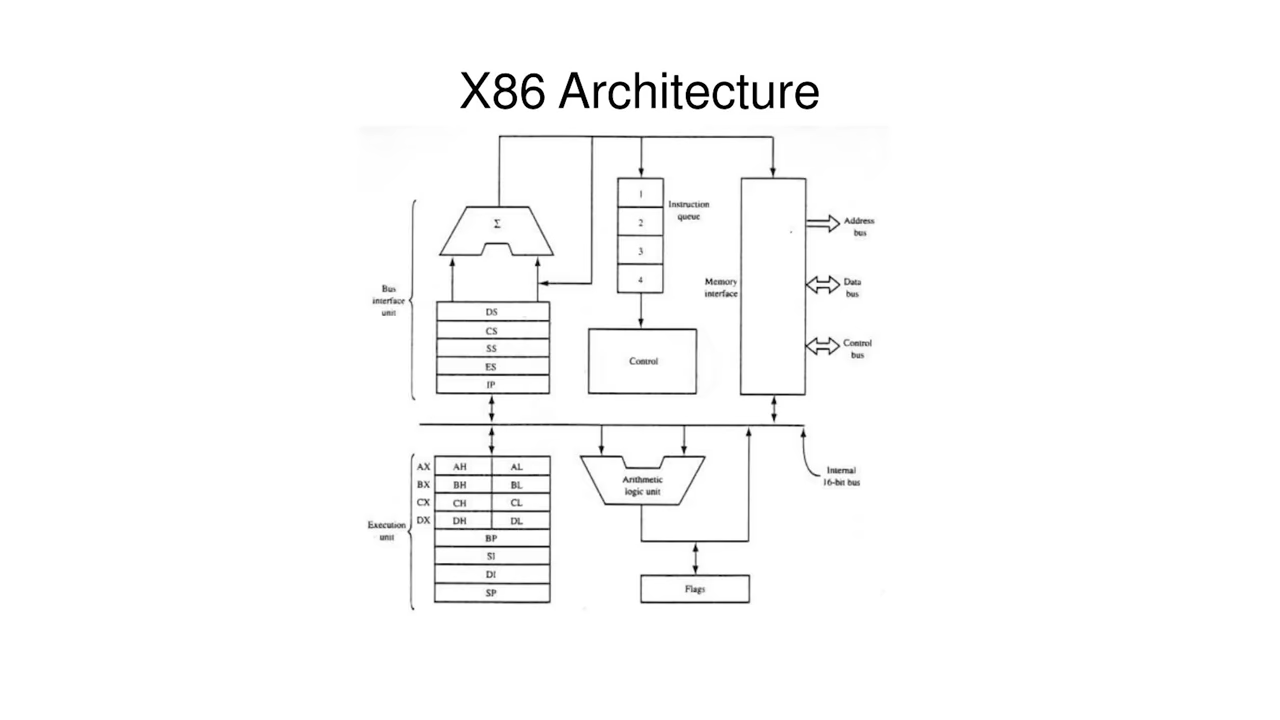 X86 Architecture
Σ
1
2
3
4
Instruction
queue
Address
bus
Memory
interface
Data
bus
Control
bus
Bus
interface
unit
DS
CS
SS
ES
IP
Control
Internal
16-bit bus
AX
AH
AL
BX
BH
BL
CX
CH
CL
DX
DH
DL
BP
SI
DI
SP
Execution
unit
Arithmetic
logic unit
Flags